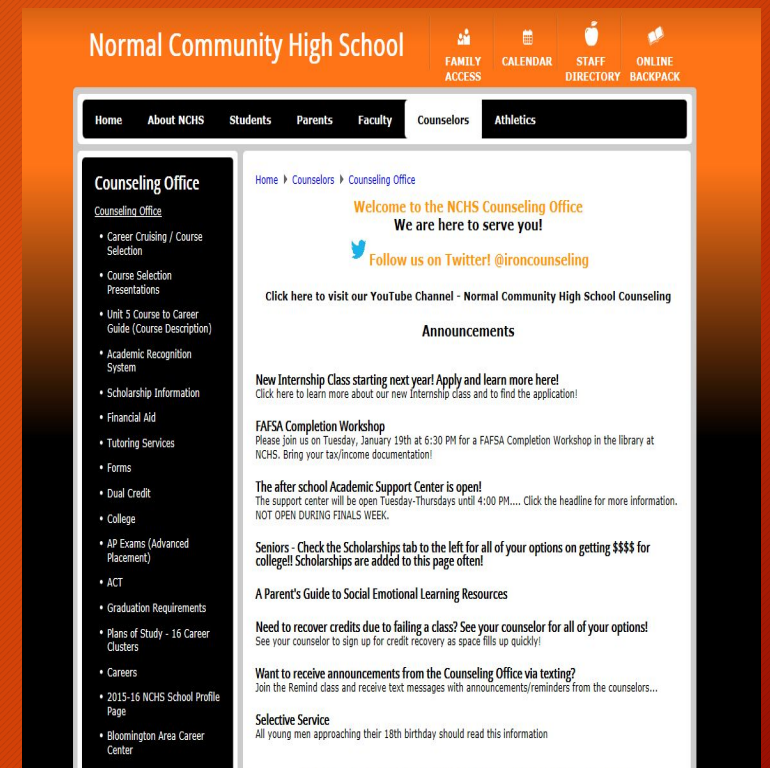 Normal Community High School
FAMILY
ACCESS
CALENDAR
STAFF
DIRECTORY
ONLINE
BACKPACK
Home About NCHS Students Parents Faculty Counselors Athletics
Counseling Office
Counseling Office
• Career Cruising / Course
Selection
• Course Selection
Presentations
• Unit 5 Course to Career
Guide (Course Description)
• Academic Recognition
System
• Scholarship Information
• Financial Aid
• Tutoring Services
• Forms
• Dual Credit
• College
• AP Exams (Advanced
Placement)
• ACT
• Graduation Requirements
• Plans of Study - 16 Career
Clusters
• Careers
• 2015-16 NCHS School Profile
Page
• Bloomington Area Career
Center
Home Counselors Counseling Office
Welcome to the NCHS Counseling Office
We are here to serve you!
Follow us on Twitter! @ironcounseling
Click here to visit our YouTube Channel - Normal Community High School Counseling
Announcements
New Internship Class starting next year! Apply and learn more here!
Click here to learn more about our new Internship class and to find the application!
FAFSA Completion Workshop
Please join us on Tuesday, January 19th at 6:30 PM for a FAFSA Completion Workshop in the library at
NCHS. Bring your tax/income documentation!
The after school Academic Support Center is open!
The support center will be open Tuesday-Thursdays until 4:00 PM.... Click the headline for more information.
NOT OPEN DURING FINALS WEEK.
Seniors - Check the Scholarships tab to the left for all of your options on getting $$$$ for
college!! Scholarships are added to this page often!
A Parent's Guide to Social Emotional Learning Resources
Need to recover credits due to failing a class? See your counselor for all of your options!
See your counselor to sign up for credit recovery as space fills up quickly!
Want to receive announcements from the Counseling Office via texting?
Join the Remind class and receive text messages with announcements/reminders from the counselors...
Selective Service
All young men approaching their 18th birthday should read this information